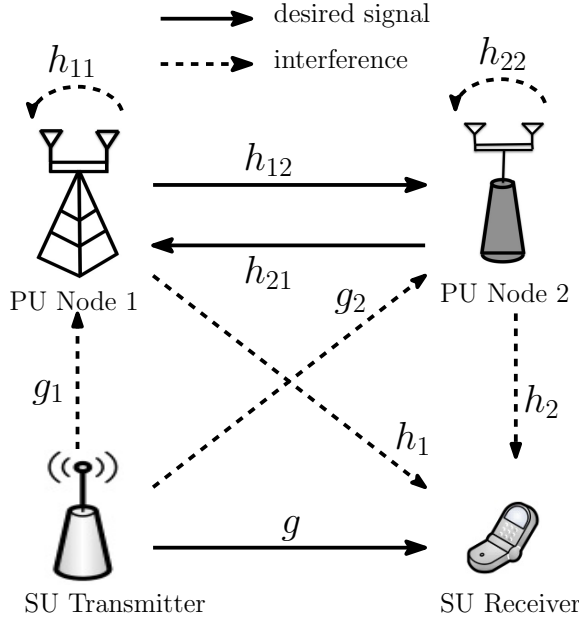 desired signal
interference
h₁₁
h₂₂
h₁₂
h₂₁
PU Node 1
PU Node 2
g₂
g₁
h₂
h₁
g
SU Transmitter
SU Receiver